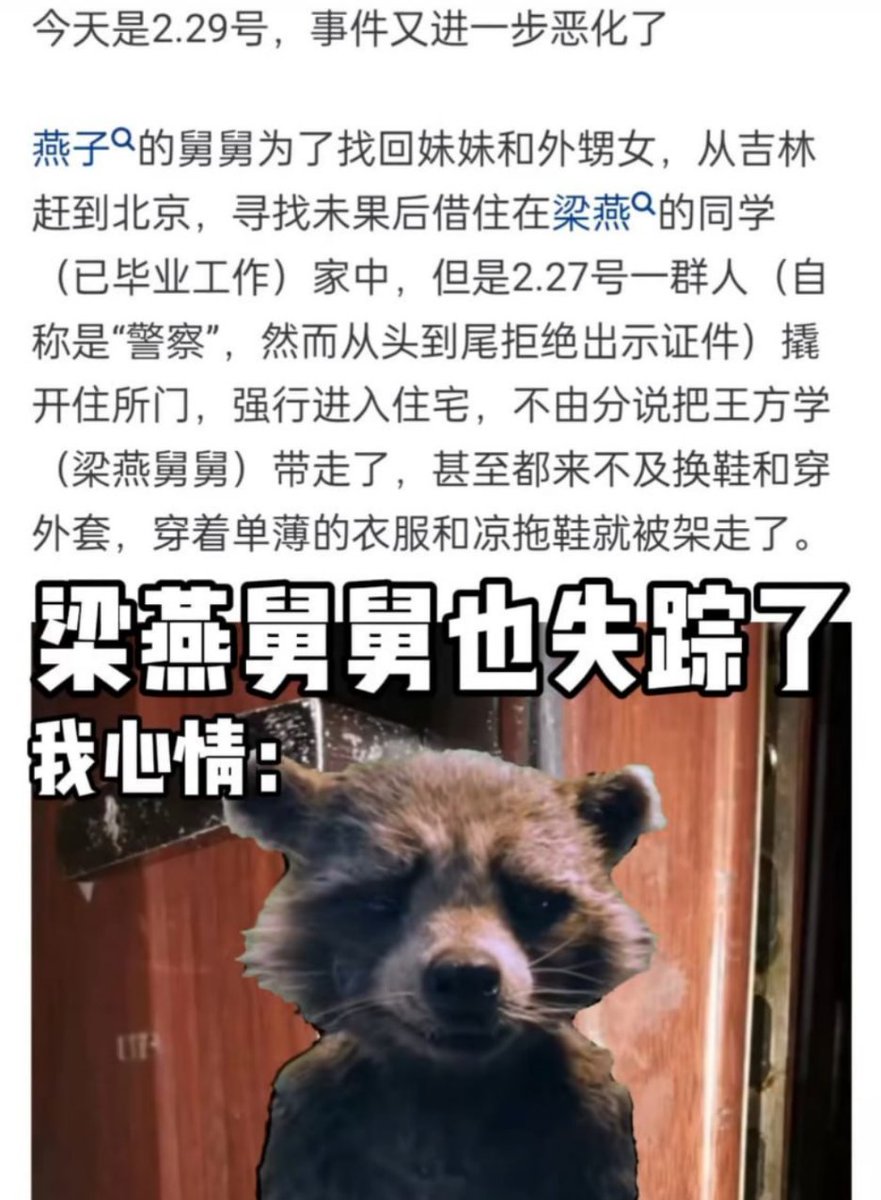 今天是2.29号，事件又进一步恶化了
燕子的舅舅为了找回妹妹和外甥女，从吉林
赶到北京，寻找未果后借住在梁燕的同学
（已毕业工作）家中，但是2.27号一群人（自
称是“警察”，然而从头到尾拒绝出示证件）撬
开住所门，强行进入住宅，不由分说把王方学
（梁燕舅舅）带走了，甚至都来不及换鞋和穿
外套，穿着单薄的衣服和凉拖鞋就被架走了。
梁燕舅舅也失踪了
我心情：